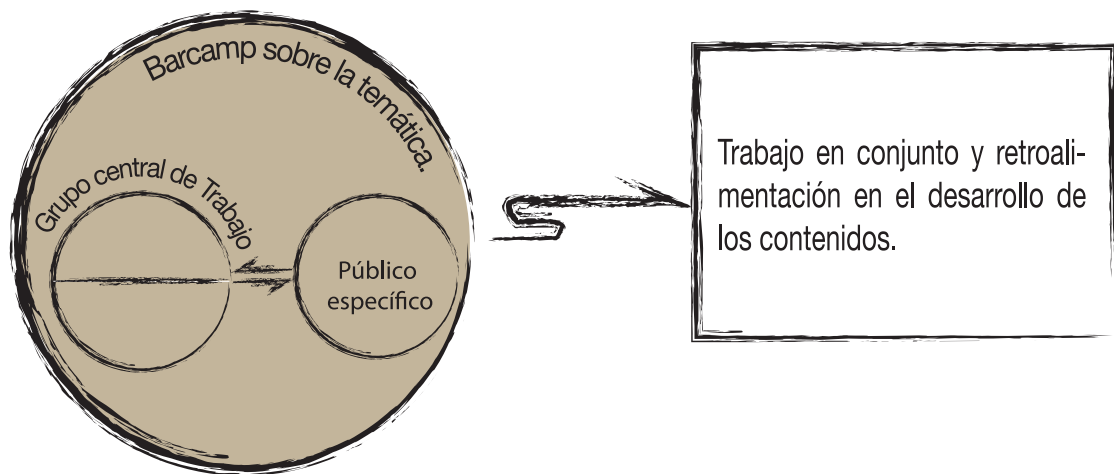 Barcamp sobre la temática.
Grupo central de Trabajo
Público
específico
Trabajo en conjunto y retroali-
mentación en el desarrollo de
los contenidos.